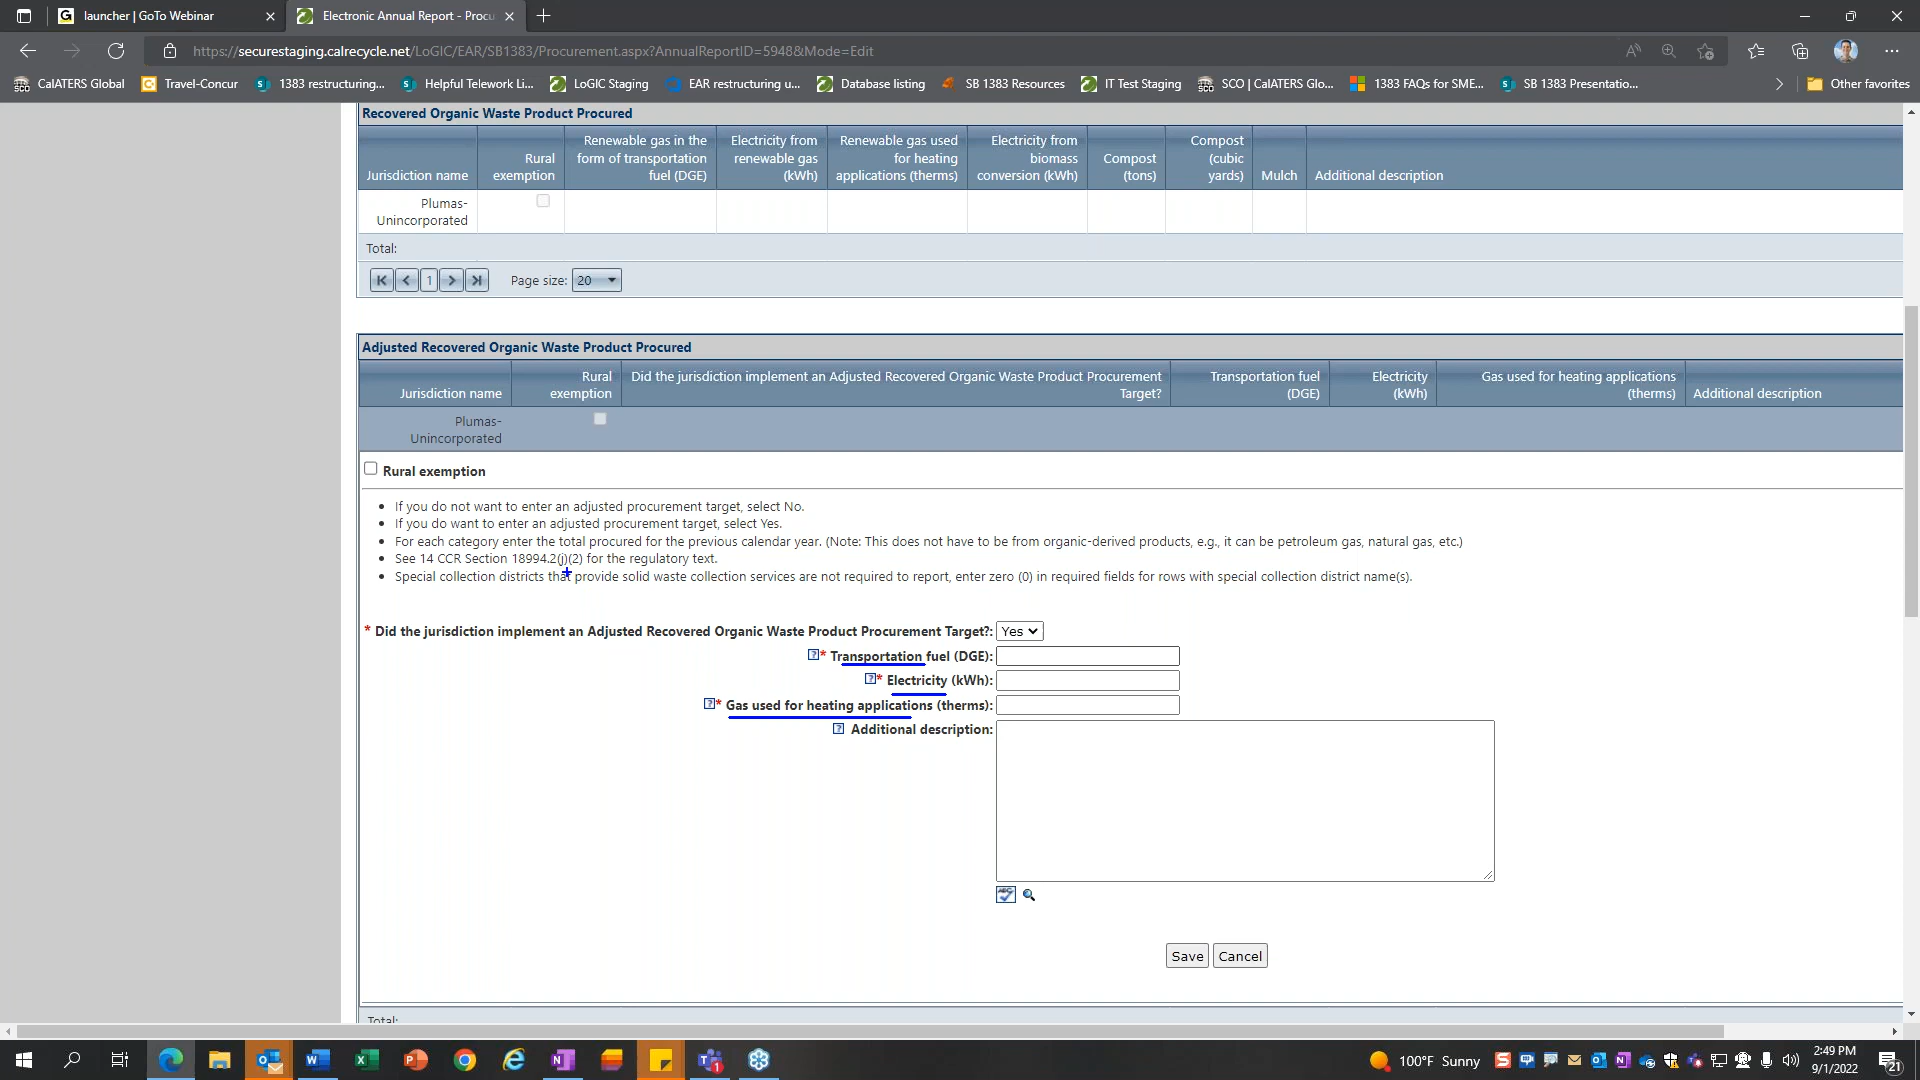 launcher | GoTo Webinar
Electronic Annual Report - Procu
https://securestaging.calrecycle.net/LoGIC/EAR/SB1383/Procurement.aspx?AnnualReportID=5948&Mode=Edit
CalATERS Global
Travel-Concur
1383 restructuring...
Helpful Telework Li...
LoGIC Staging
EAR restructuring u...
Database listing
SB 1383 Resources
IT Test Staging
SCO | CalATERS Glo...
1383 FAQs for SME...
SB 1383 Presentatio...
Other favorites
Recovered Organic Waste Product Procured
Jurisdiction name
Rural exemption
Renewable gas in the form of transportation fuel (DGE)
Electricity from renewable gas (kWh)
Renewable gas used for heating applications (therms)
Electricity from biomass conversion (kWh)
Compost (tons)
Compost (cubic yards)
Mulch
Additional description
Plumas-
Unincorporated
Total:
1
Page size: 20
Adjusted Recovered Organic Waste Product Procured
Jurisdiction name
Rural exemption
Did the jurisdiction implement an Adjusted Recovered Organic Waste Product Procurement Target?
Transportation fuel (DGE)
Electricity (kWh)
Gas used for heating applications (therms)
Additional description
Plumas-
Unincorporated
Rural exemption
• If you do not want to enter an adjusted procurement target, select No.
• If you do want to enter an adjusted procurement target, select Yes.
• For each category enter the total procured for the previous calendar year. (Note: This does not have to be from organic-derived products, e.g., it can be petroleum gas, natural gas, etc.)
• See 14 CCR Section 18994.2(j)(2) for the regulatory text.
• Special collection districts that provide solid waste collection services are not required to report, enter zero (0) in required fields for rows with special collection district name(s).
* Did the jurisdiction implement an Adjusted Recovered Organic Waste Product Procurement Target?: Yes
* Transportation fuel (DGE):
* Electricity (kWh):
* Gas used for heating applications (therms):
Additional description:
Save Cancel
Total:
100°F Sunny
2:49 PM
9/1/2022
21